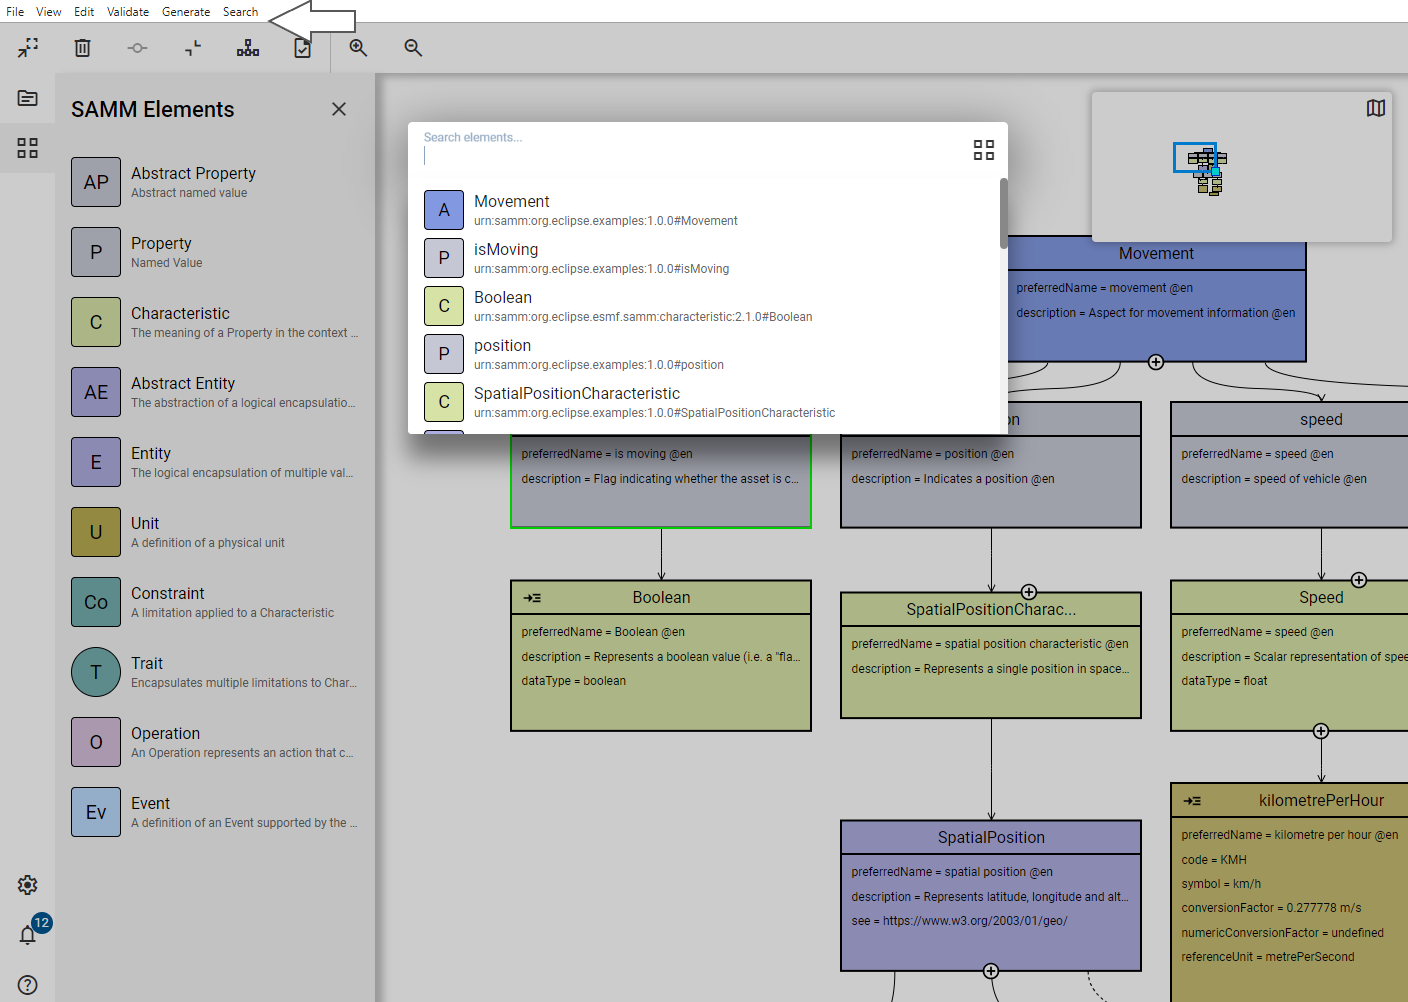 File View Edit Validate Generate Search
SAMM Elements
AP
Abstract Property
Abstract named value
P
Property
Named Value
C
Characteristic
The meaning of a Property in the context ...
AE
Abstract Entity
The abstraction of a logical encapsulatio...
E
Entity
The logical encapsulation of multiple val...
U
Unit
A definition of a physical unit
Co
Constraint
A limitation applied to a Characteristic
T
Trait
Encapsulates multiple limitations to Char...
O
Operation
An Operation represents an action that c...
Ev
Event
A definition of an Event supported by the ...
12
Search elements...
A
Movement
urn:samm:org.eclipse.examples:1.0.0#Movement
P
isMoving
urn:samm:org.eclipse.examples:1.0.0#isMoving
C
Boolean
urn:samm:org.eclipse.esmf.samm:characteristic:2.1.0#Boolean
P
position
urn:samm:org.eclipse.examples:1.0.0#position
C
SpatialPositionCharacteristic
urn:samm:org.eclipse.examples:1.0.0#SpatialPositionCharacteristic
Movement
preferredName = movement @en
description = Aspect for movement information @en
preferredName = is moving @en
description = Flag indicating whether the asset is c...
on
preferredName = position @en
description = Indicates a position @en
speed
preferredName = speed @en
description = speed of vehicle @en
Boolean
preferredName = Boolean @en
description = Represents a boolean value (i.e. a "fla...
dataType = boolean
SpatialPositionCharac...
preferredName = spatial position characteristic @en
description = Represents a single position in space...
Speed
preferredName = speed @en
description = Scalar representation of spee
dataType = float
SpatialPosition
preferredName = spatial position @en
description = Represents latitude, longitude and alt...
see = https://www.w3.org/2003/01/geo/
kilometrePerHour
preferredName = kilometre per hour @en
code = KMH
symbol = km/h
conversionFactor = 0.277778 m/s
numericConversionFactor = undefined
referenceUnit = metrePerSecond